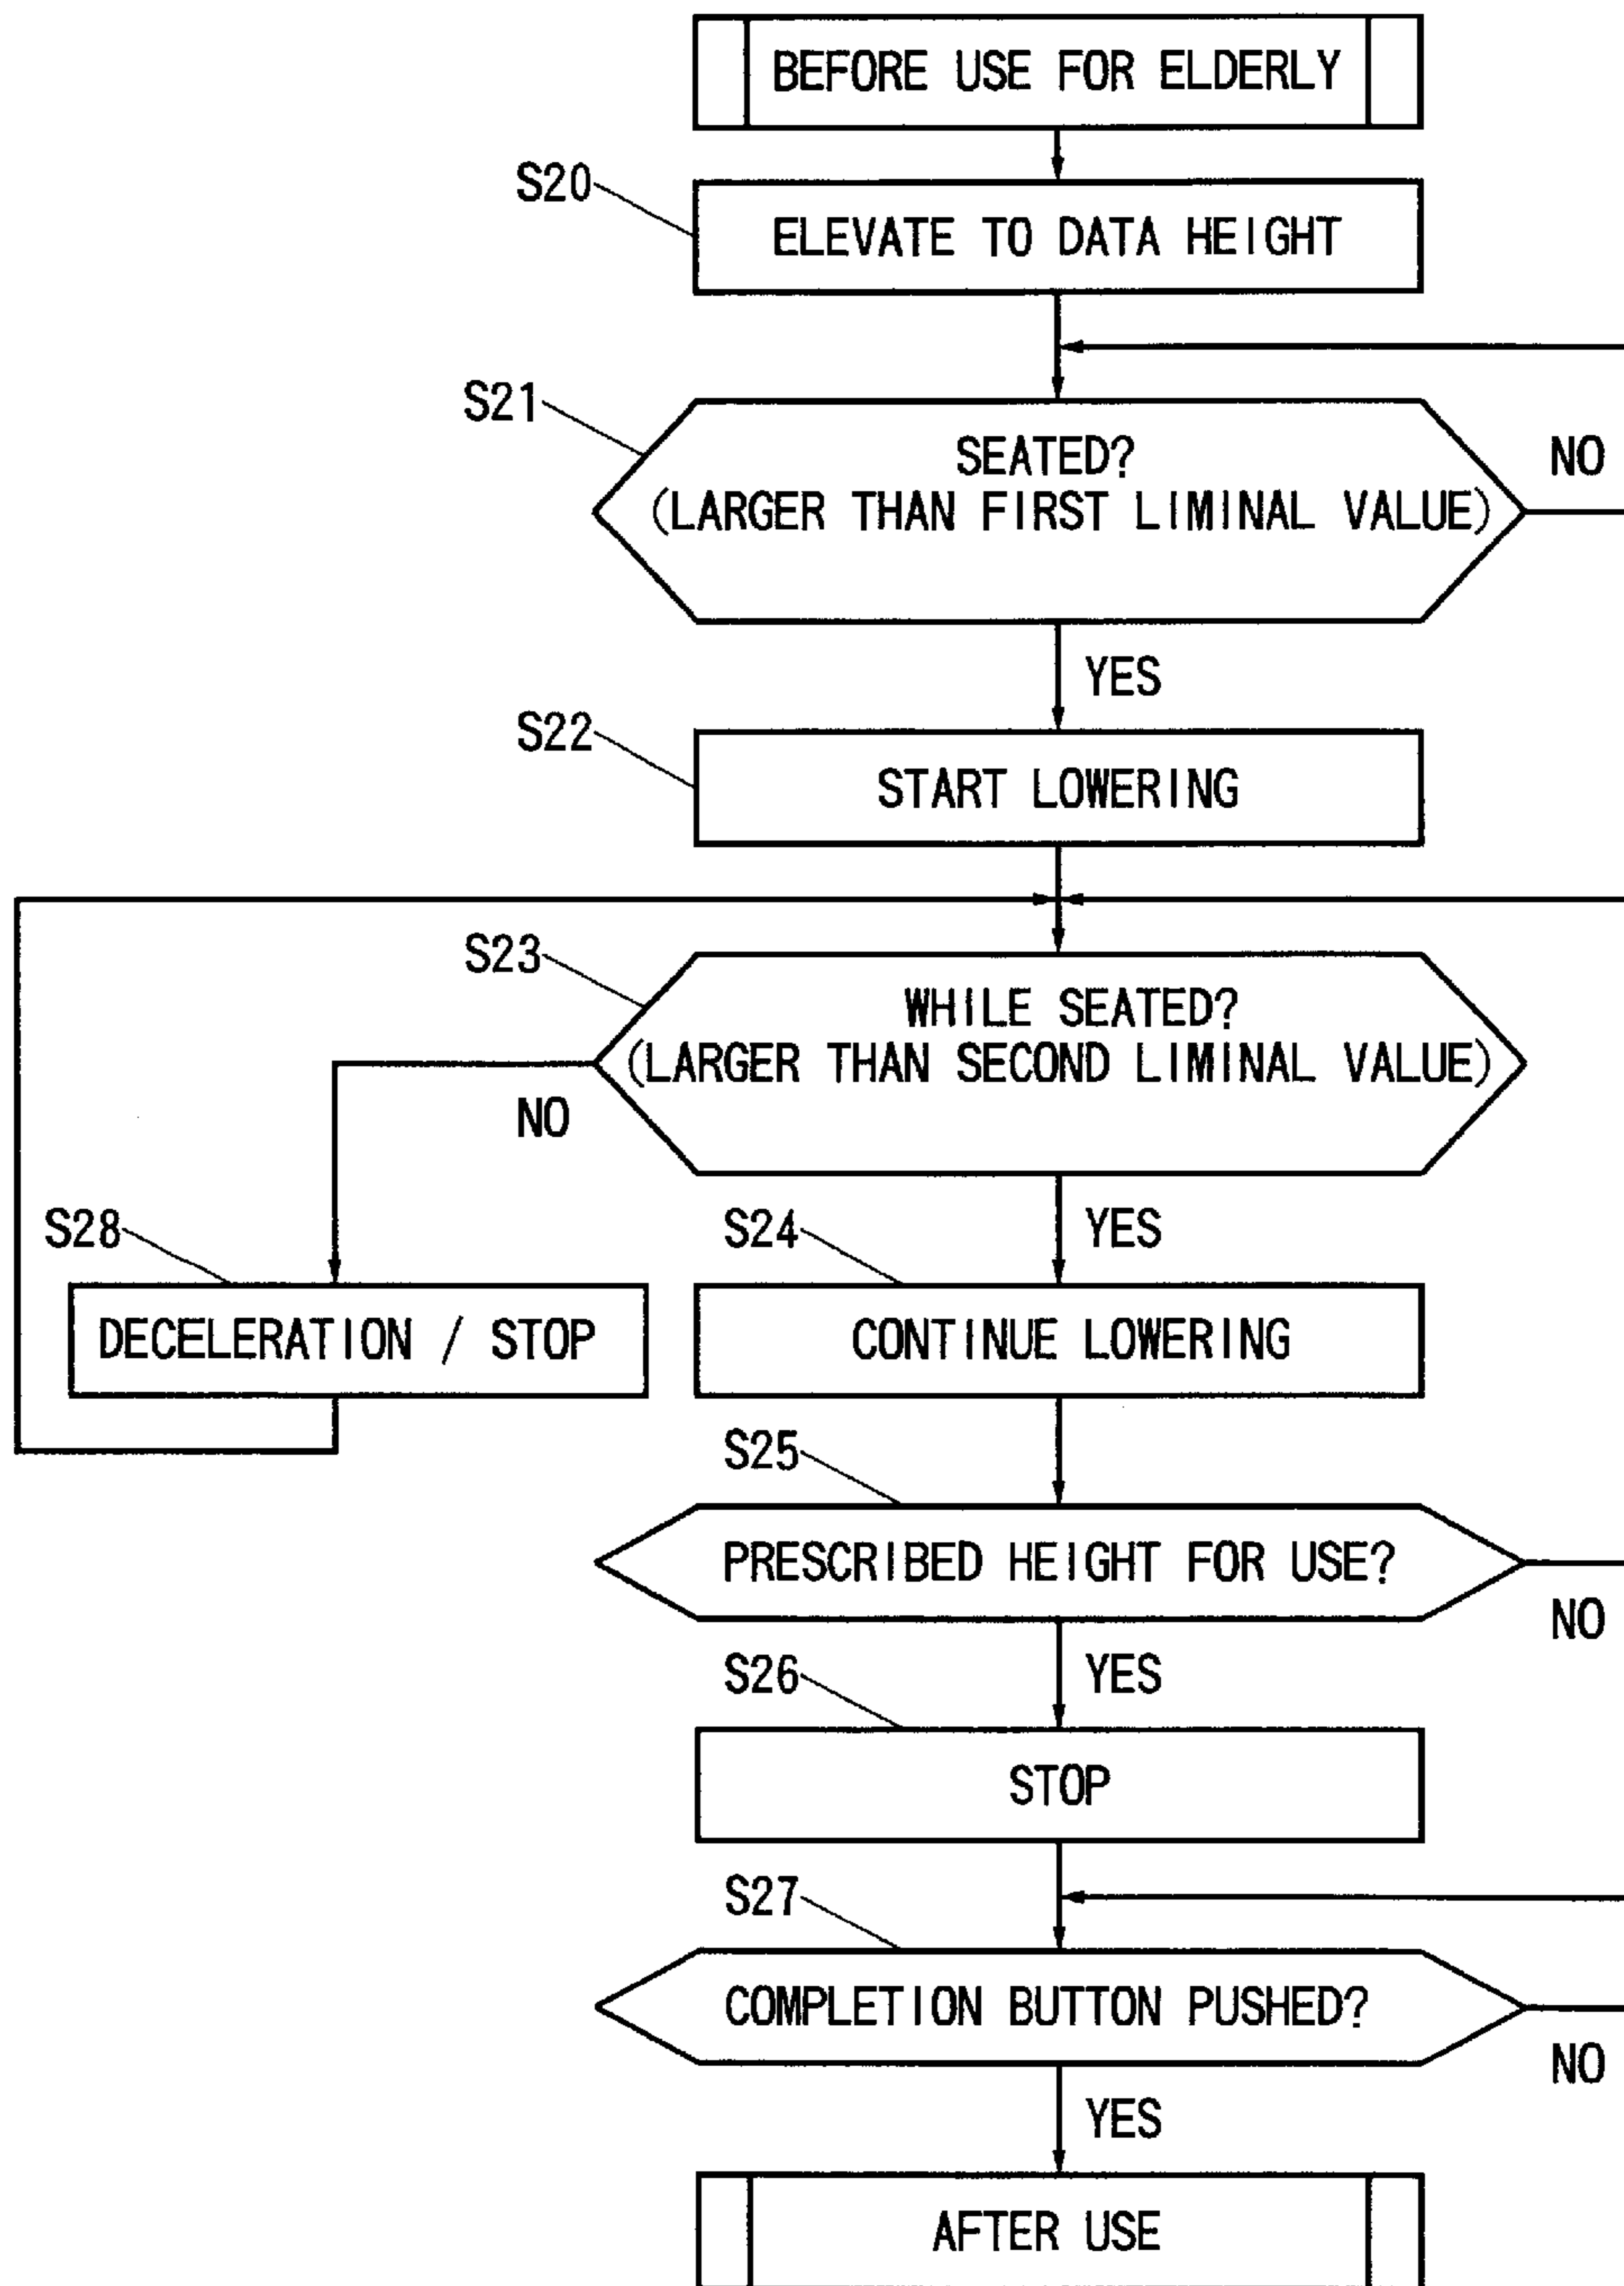 BEFORE USE FOR ELDERLY
S20
ELEVATE TO DATA HEIGHT
S21
SEATED?
(LARGER THAN FIRST LIMINAL VALUE)
NO
YES
S22
START LOWERING
S23
WHILE SEATED?
(LARGER THAN SECOND LIMINAL VALUE)
NO
YES
S28
DECELERATION / STOP
S24
CONTINUE LOWERING
S25
PRESCRIBED HEIGHT FOR USE?
NO
YES
S26
STOP
S27
COMPLETION BUTTON PUSHED?
NO
YES
AFTER USE